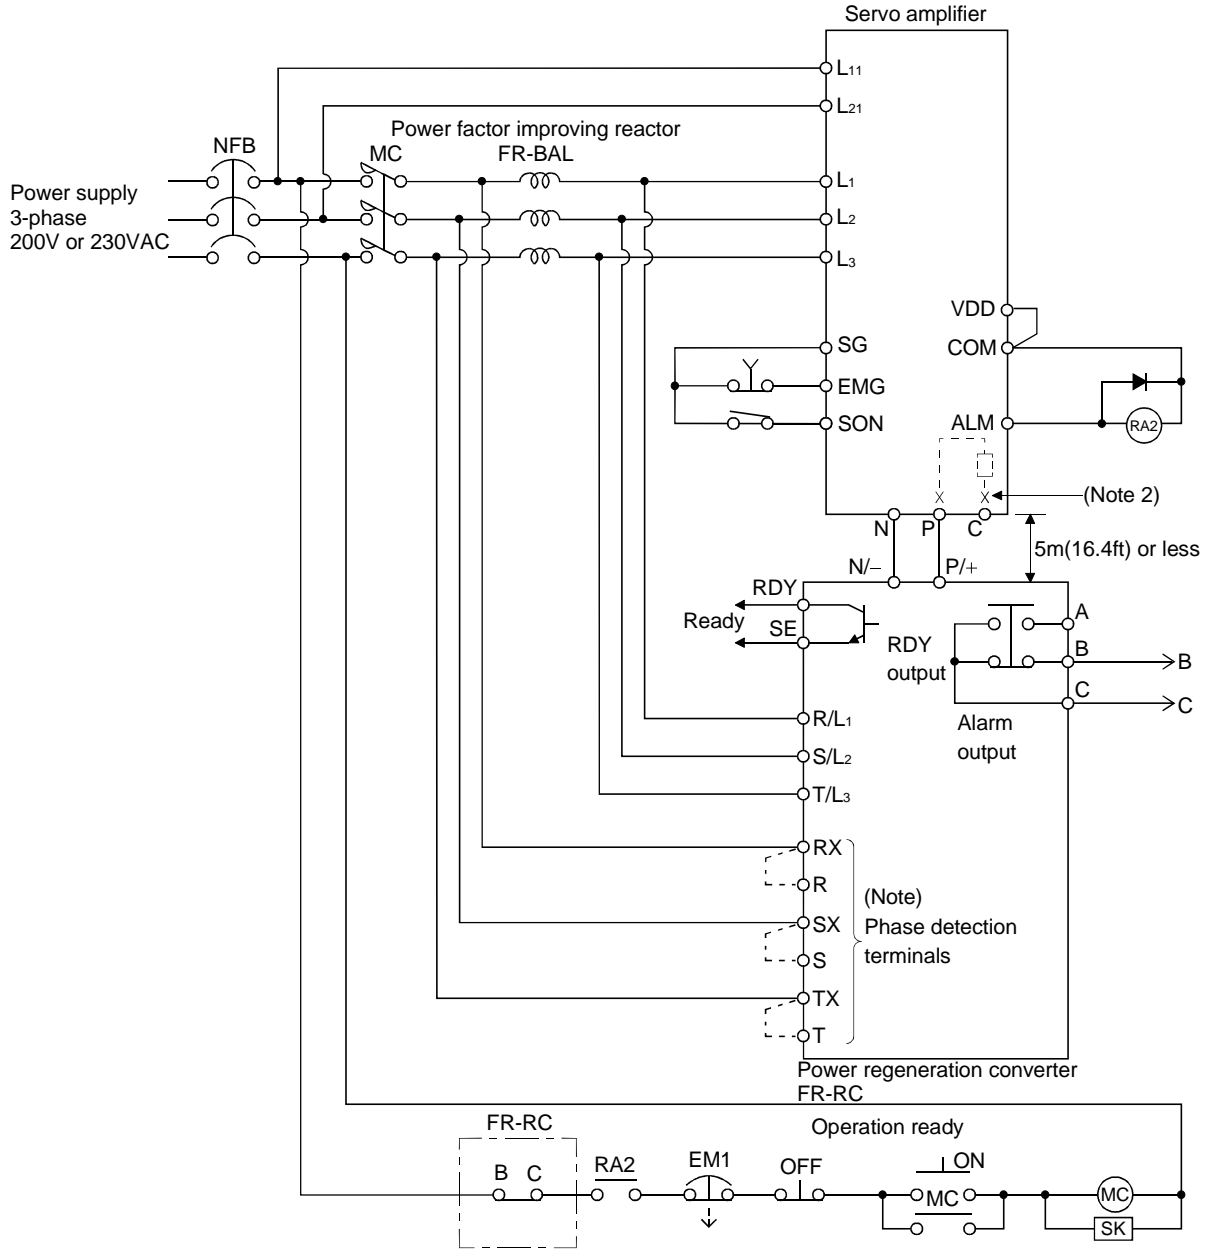 Servo amplifier
L11
L21
Power factor improving reactor
NFB
MC
FR-BAL
Power supply
3-phase
200V or 230VAC
L1
L2
L3
VDD
SG
COM
EMG
SON
ALM
RA2
(Note 2)
N
P
C
5m(16.4ft) or less
N/−
P/+
RDY
Ready
SE
A
RDY
output
B
B
C
C
R/L1
Alarm
output
S/L2
T/L3
RX
R
(Note)
SX
Phase detection
terminals
S
TX
T
Power regeneration converter
FR-RC
FR-RC
Operation ready
B C
RA2
EM1
OFF
ON
MC
MC
SK